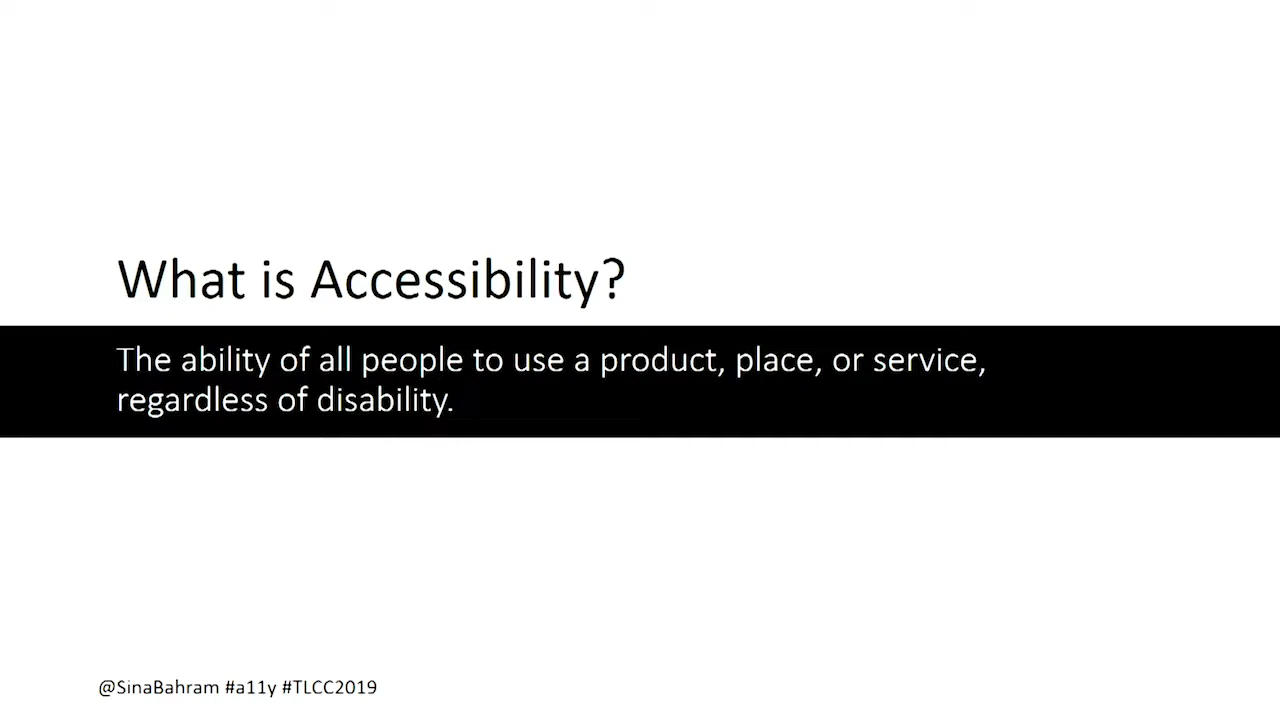 What is Accessibility?
The ability of all people to use a product, place, or service,
regardless of disability.
@SinaBahram #a11y #TLCC2019